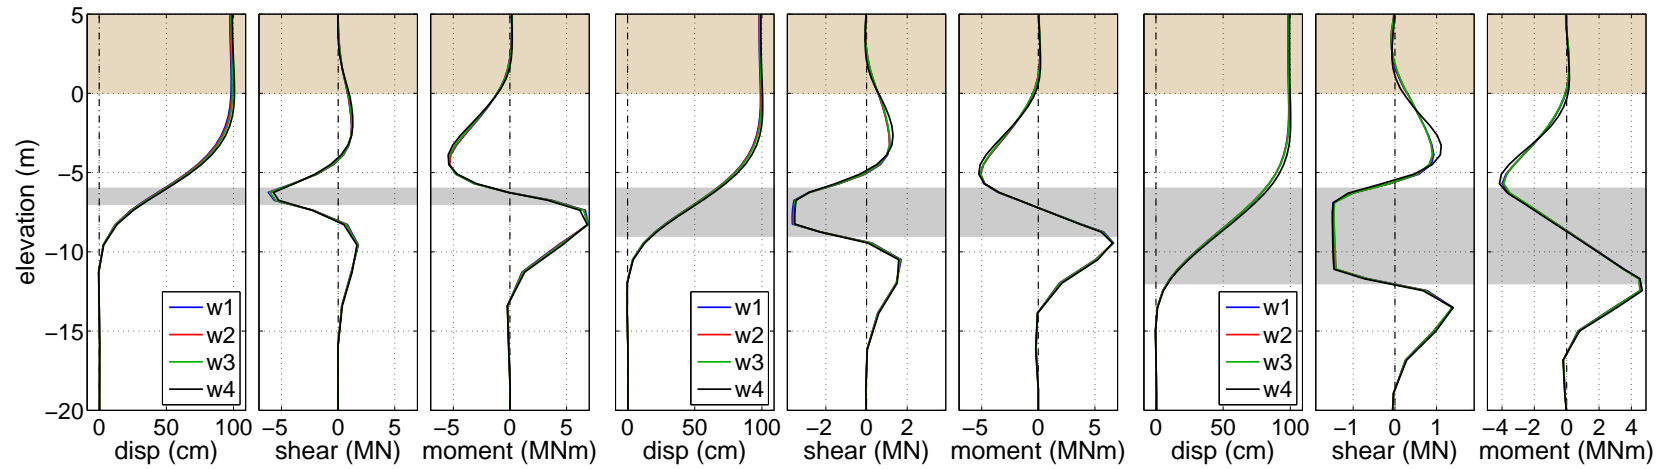 5
0
−5
−10
−15
−20
elevation (m)
w1
w2
w3
w4
0 50 100
disp (cm)
−5 0 5
shear (MN)
−5 0 5
moment (MNm)
w1
w2
w3
w4
0 50 100
disp (cm)
−2 0 2
shear (MN)
−5 0 5
moment (MNm)
w1
w2
w3
w4
0 50 100
disp (cm)
−1 0 1
shear (MN)
−4 −2 0 2 4
moment (MNm)